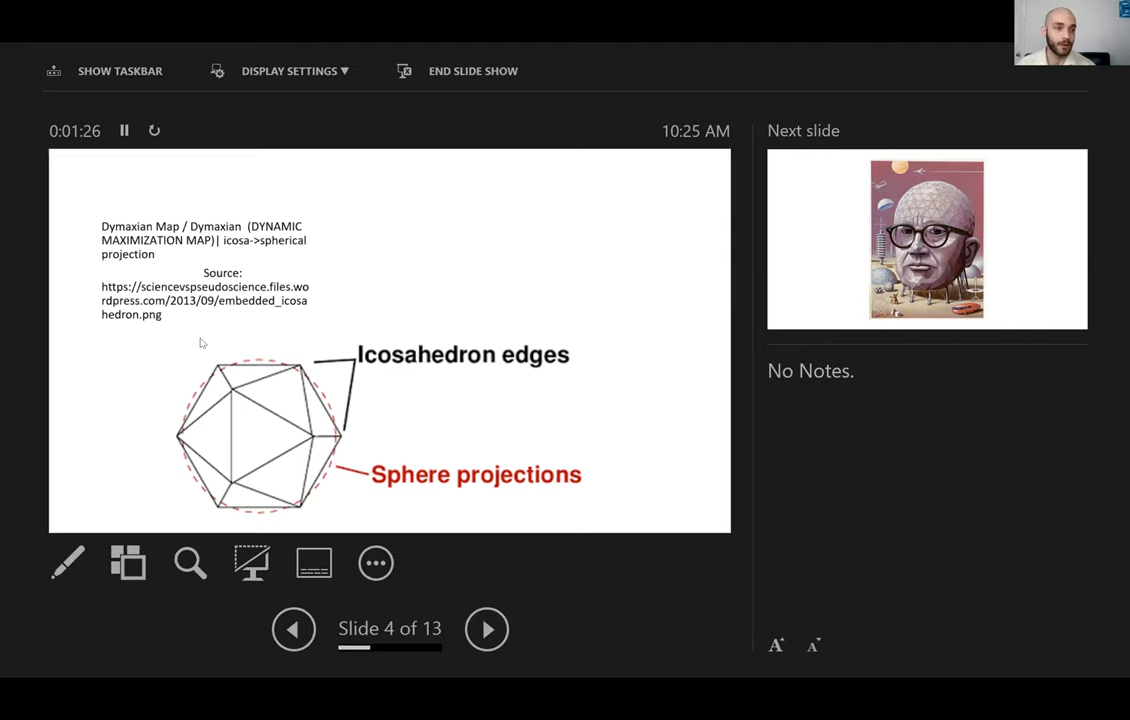 SHOW TASKBAR
DISPLAY SETTINGS ▼
END SLIDE SHOW
0:01:26
10:25 AM
Next slide
Dymaxian Map / Dymaxian  (DYNAMIC
MAXIMIZATION MAP)| icosa->spherical
projection
Source:
https://sciencevspseudoscience.files.wo
rdpress.com/2013/09/embedded_icosa
hedron.png
Icosahedron edges
Sphere projections
No Notes.
Slide 4 of 13
A A